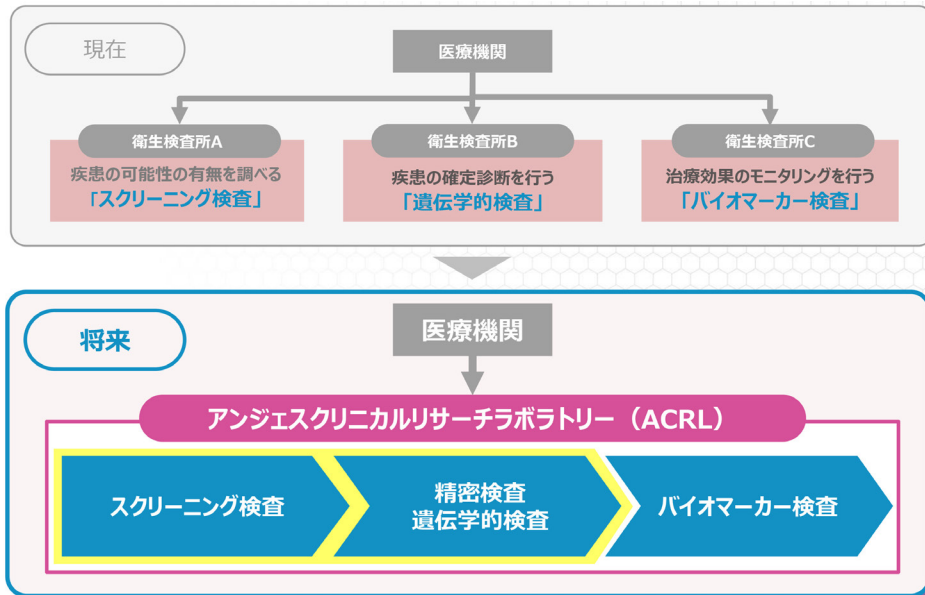 現在
医療機関
衛生検査所A
疾患の可能性の有無を調べる
「スクリーニング検査」
衛生検査所B
疾患の確定診断を行う
「遺伝学的検査」
衛生検査所C
治療効果のモニタリングを行う
「バイオマーカー検査」
将来
医療機関
アンジェスクリニカルリサーチラボラトリー（ACRL）
スクリーニング検査
精密検査
遺伝学的検査
バイオマーカー検査